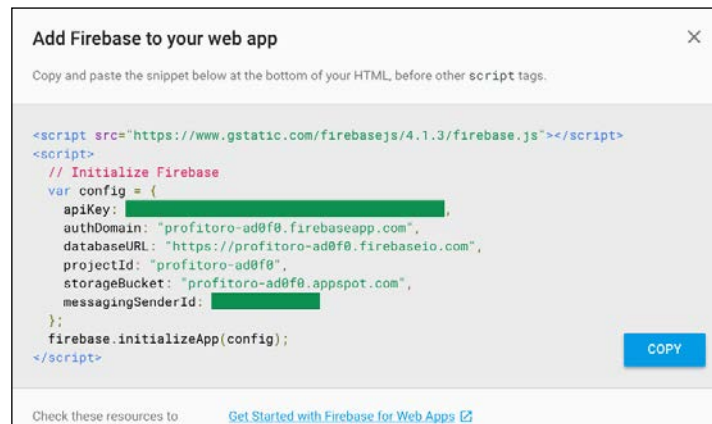 Add Firebase to your web app
Copy and paste the snippet below at the bottom of your HTML, before other script tags.
<script src="https://www.gstatic.com/firebasejs/4.1.3/firebase.js"></script>
<script>
// Initialize Firebase
var config = {
apiKey: ,
authDomain: "profitoro-ad0f0.firebaseapp.com",
databaseURL: "https://profitoro-ad0f0.firebaseio.com",
projectId: "profitoro-ad0f0",
storageBucket: "profitoro-ad0f0.appspot.com",
messagingSenderId:
};
firebase.initializeApp(config);
</script>
COPY
Check these resources to Get Started with Firebase for Web Apps